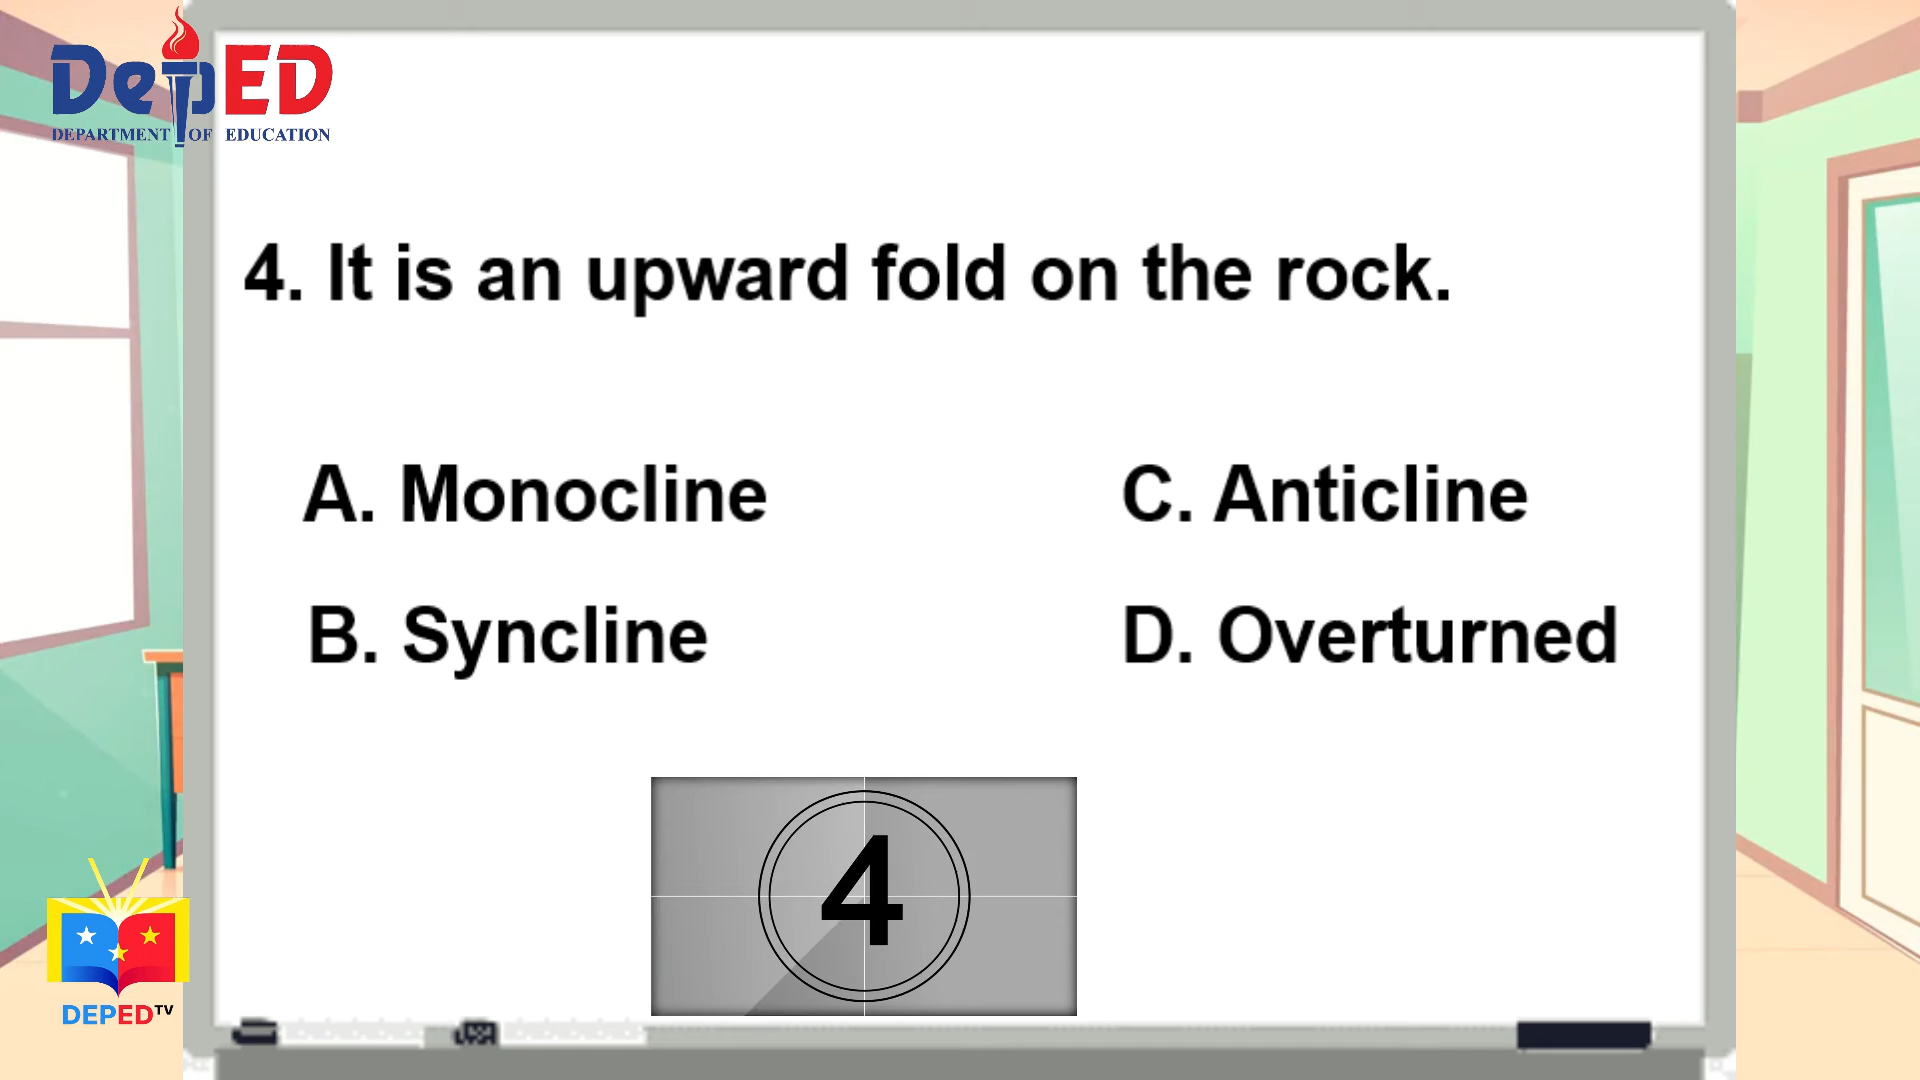 DepED
DEPARTMENT OF EDUCATION
4. It is an upward fold on the rock.
A. Monocline
C. Anticline
B. Syncline
D. Overturned
4
DEPED TV